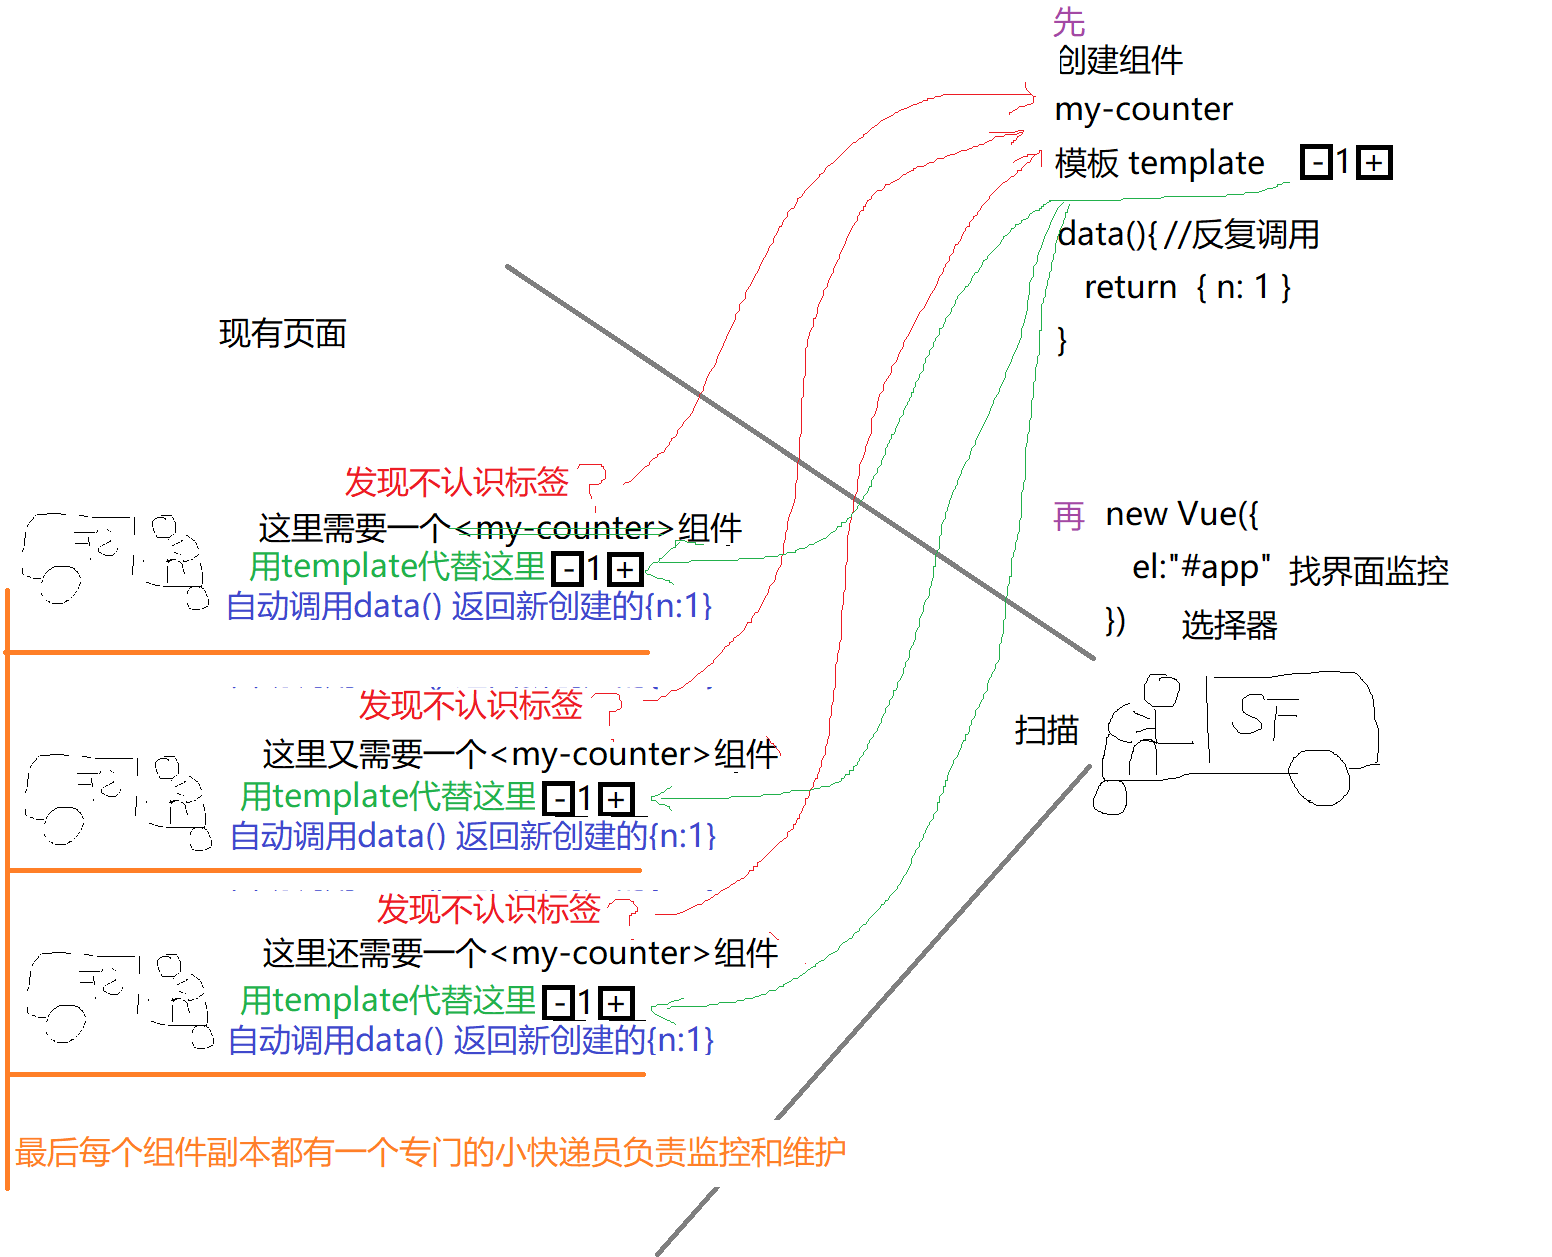 先
创建组件
my-counter
模板 template - 1 +
data(){ //反复调用
return { n: 1 }
}
现有页面
发现不认识标签 ?
这里需要一个<my-counter>组件
用template代替这里 - 1 +
自动调用data() 返回新创建的{n:1}
再 new Vue({
el:"#app" 找界面监控
}) 选择器
扫描
SF
发现不认识标签 ?
这里又需要一个<my-counter>组件
用template代替这里 - 1 +
自动调用data() 返回新创建的{n:1}
发现不认识标签 ?
这里还需要一个<my-counter>组件
用template代替这里 - 1 +
自动调用data() 返回新创建的{n:1}
最后每个组件副本都有一个专门的小快递员负责监控和维护